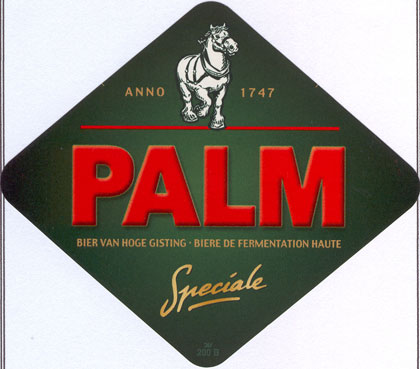 ANNO 1747
PALM
BIER VAN HOGE GISTING · BIERE DE FERMENTATION HAUTE
Speciale